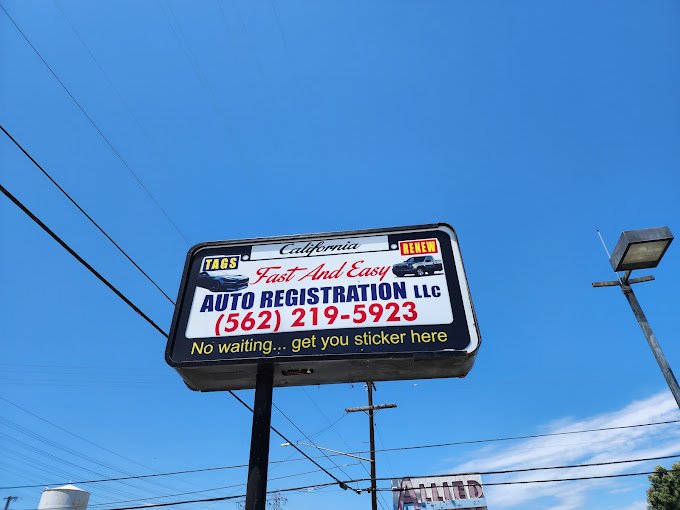 California
TAGS
RENEW
Fast And Easy
AUTO REGISTRATION LLC
(562) 219-5923
No waiting... get you sticker here
ALLIED